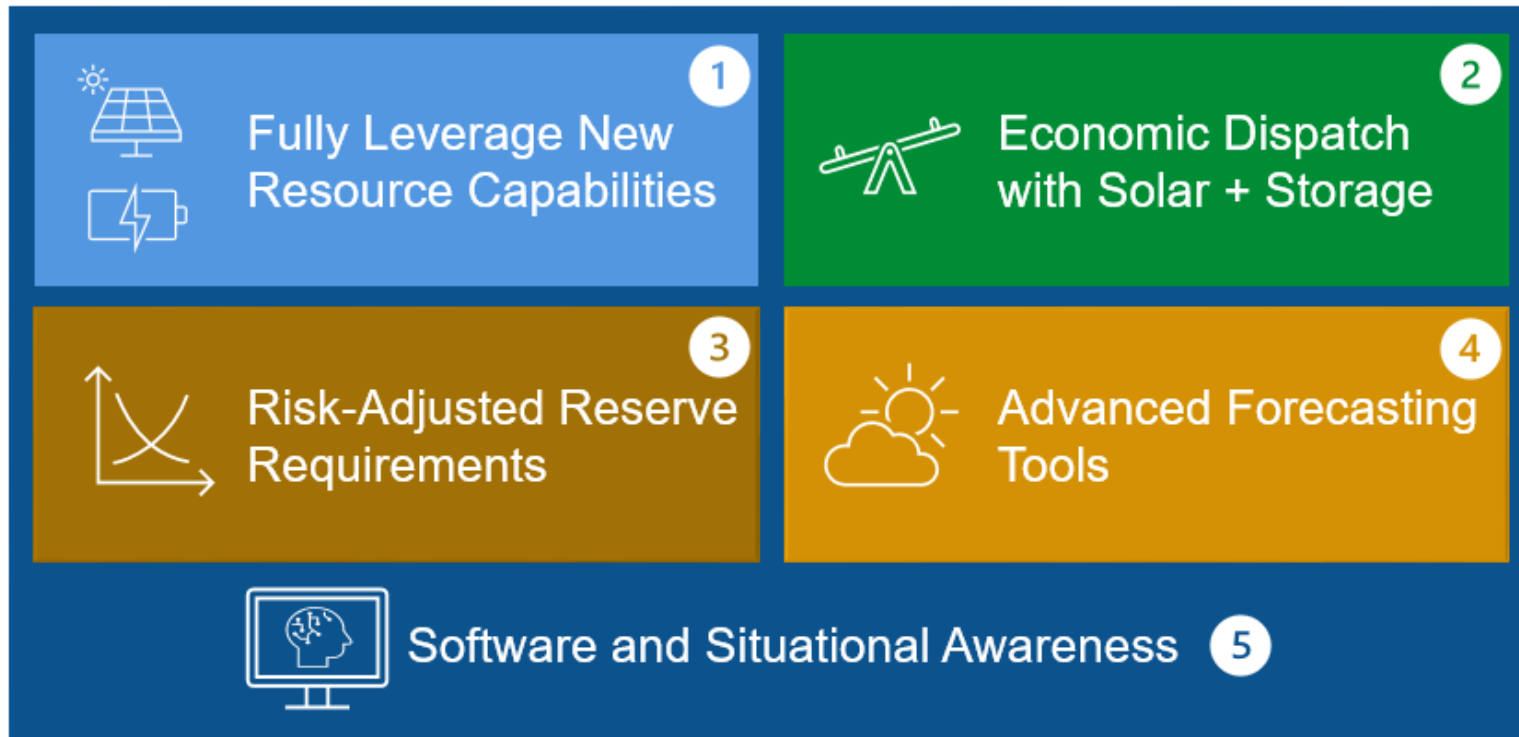 1
Fully Leverage New
Resource Capabilities
2
Economic Dispatch
with Solar + Storage
3
Risk-Adjusted Reserve
Requirements
4
Advanced Forecasting
Tools
Software and Situational Awareness 5